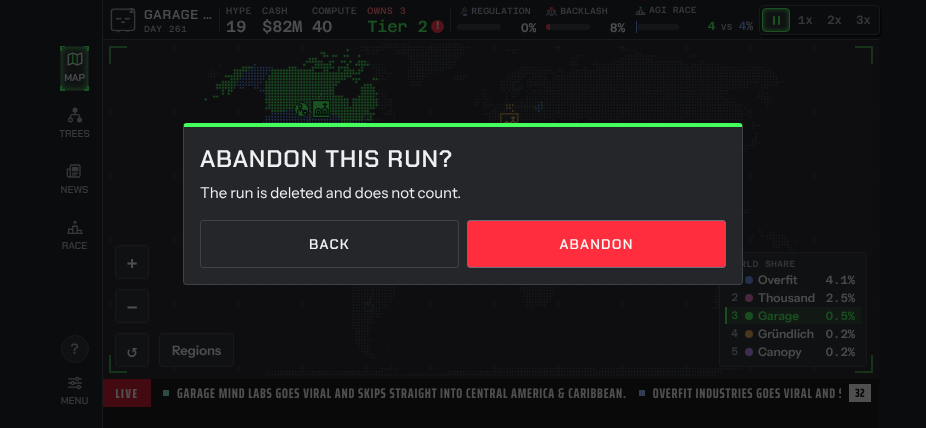 GARAGE ...
DAY 261
HYPE
19
CASH
$82M
COMPUTE
40
OWNS 3
Tier 2 !
REGULATION
0%
BACKLASH
8%
AGI RACE
4 vs 4%
1x 2x 3x
MAP
TREES
NEWS
RACE
?
MENU
ABANDON THIS RUN?
The run is deleted and does not count.
BACK
ABANDON
+
−
↺
Regions
RLD SHARE
Overfit 4.1%
2 Thousand 2.5%
3 Garage 0.5%
4 Gründlich 0.2%
5 Canopy 0.2%
LIVE
GARAGE MIND LABS GOES VIRAL AND SKIPS STRAIGHT INTO CENTRAL AMERICA & CARIBBEAN. OVERFIT INDUSTRIES GOES VIRAL AND
32